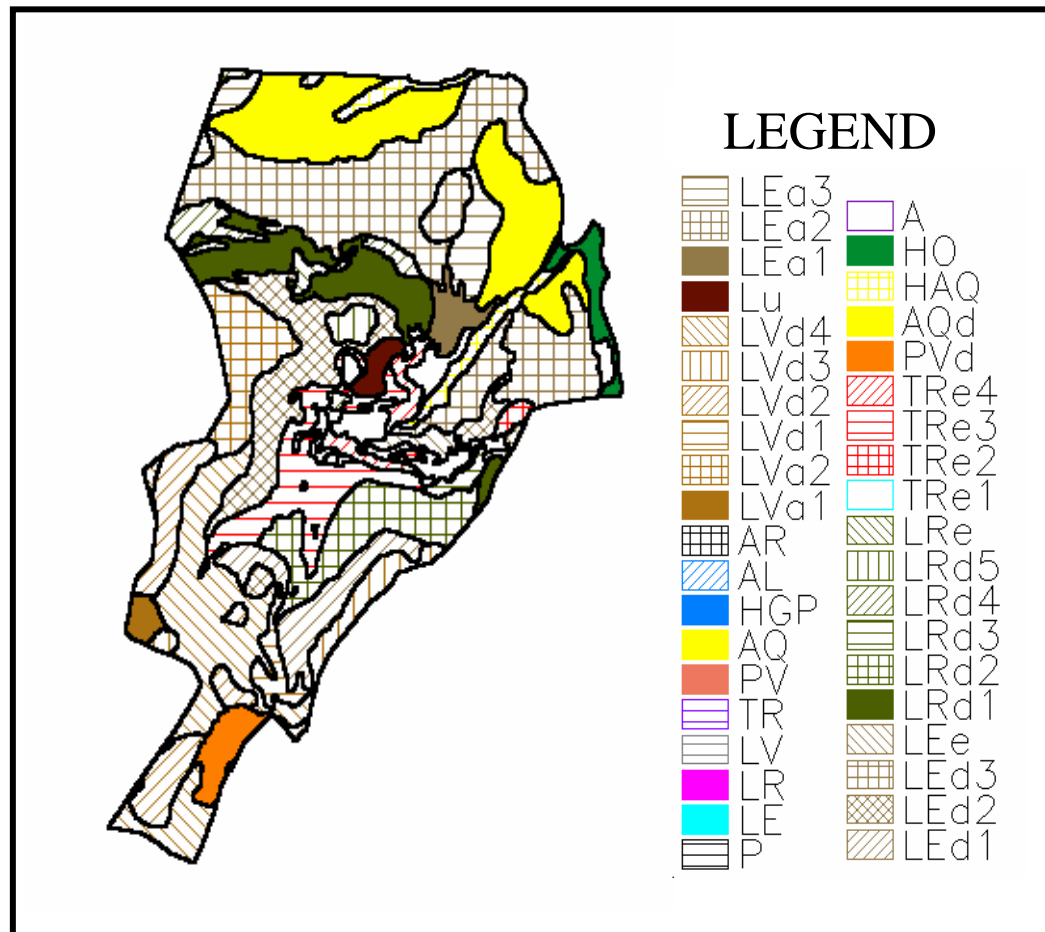 LEGEND
LEa3
LEa2
LEa1
Lu
LVd4
LVd3
LVd2
LVd1
LVa2
LVa1
AR
AL
HGP
AQ
PV
TR
LV
LR
LE
P
A
HO
HAQ
AQd
PVd
TRe4
TRe3
TRe2
TRe1
LRe
LRd5
LRd4
LRd3
LRd2
LRd1
LEe
LEd3
LEd2
LEd1